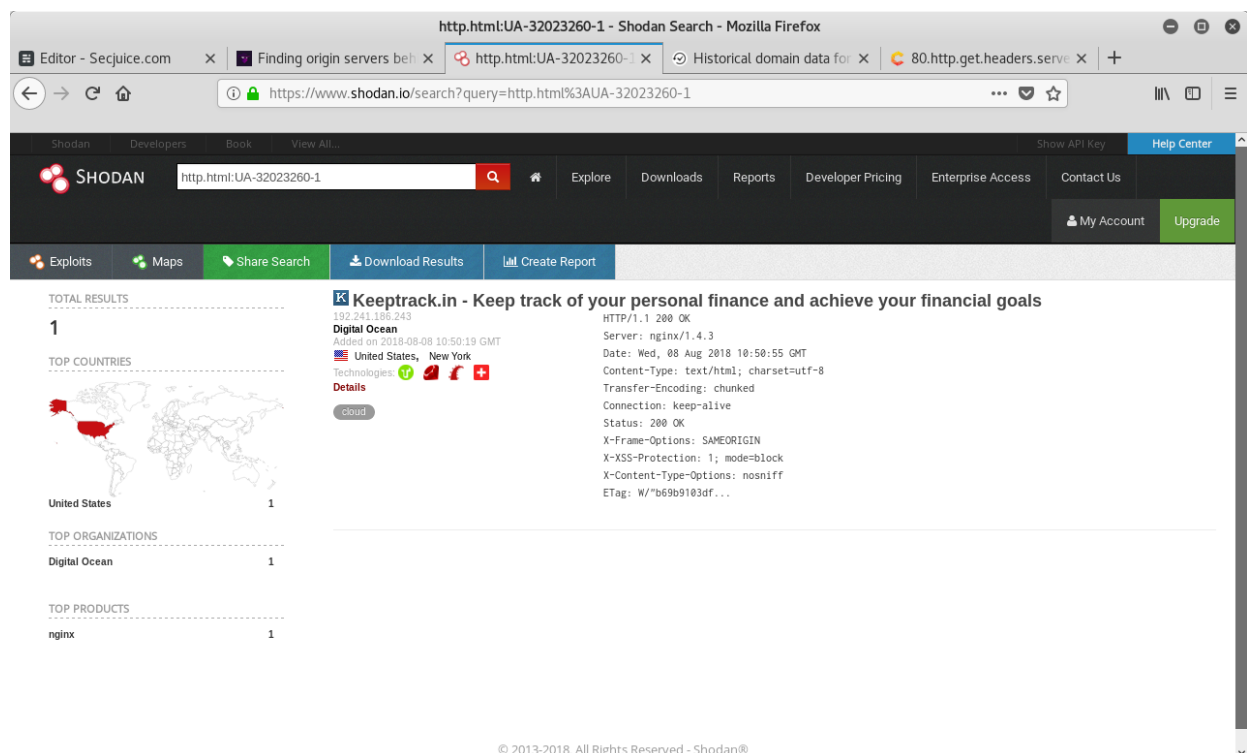 http.html:UA-32023260-1 - Shodan Search - Mozilla Firefox
Editor - Secjuice.com
Finding origin servers beh
http.html:UA-32023260-1
Historical domain data for
80.http.get.headers.serve
https://www.shodan.io/search?query=http.html%3AUA-32023260-1
Shodan Developers Book View All... Show API Key Help Center
SHODAN http.html:UA-32023260-1 Explore Downloads Reports Developer Pricing Enterprise Access Contact Us
My Account Upgrade
Exploits Maps Share Search Download Results Create Report
TOTAL RESULTS
1
TOP COUNTRIES
United States 1
TOP ORGANIZATIONS
Digital Ocean 1
TOP PRODUCTS
nginx 1
Keeptrack.in - Keep track of your personal finance and achieve your financial goals
192.241.186.243
Digital Ocean
Added on 2018-08-08 10:50:19 GMT
United States, New York
Technologies:
Details
cloud
HTTP/1.1 200 OK
Server: nginx/1.4.3
Date: Wed, 08 Aug 2018 10:50:55 GMT
Content-Type: text/html; charset=utf-8
Transfer-Encoding: chunked
Connection: keep-alive
Status: 200 OK
X-Frame-Options: SAMEORIGIN
X-XSS-Protection: 1; mode=block
X-Content-Type-Options: nosniff
ETag: W/"b69b9103df...
© 2013-2018, All Rights Reserved - Shodan®